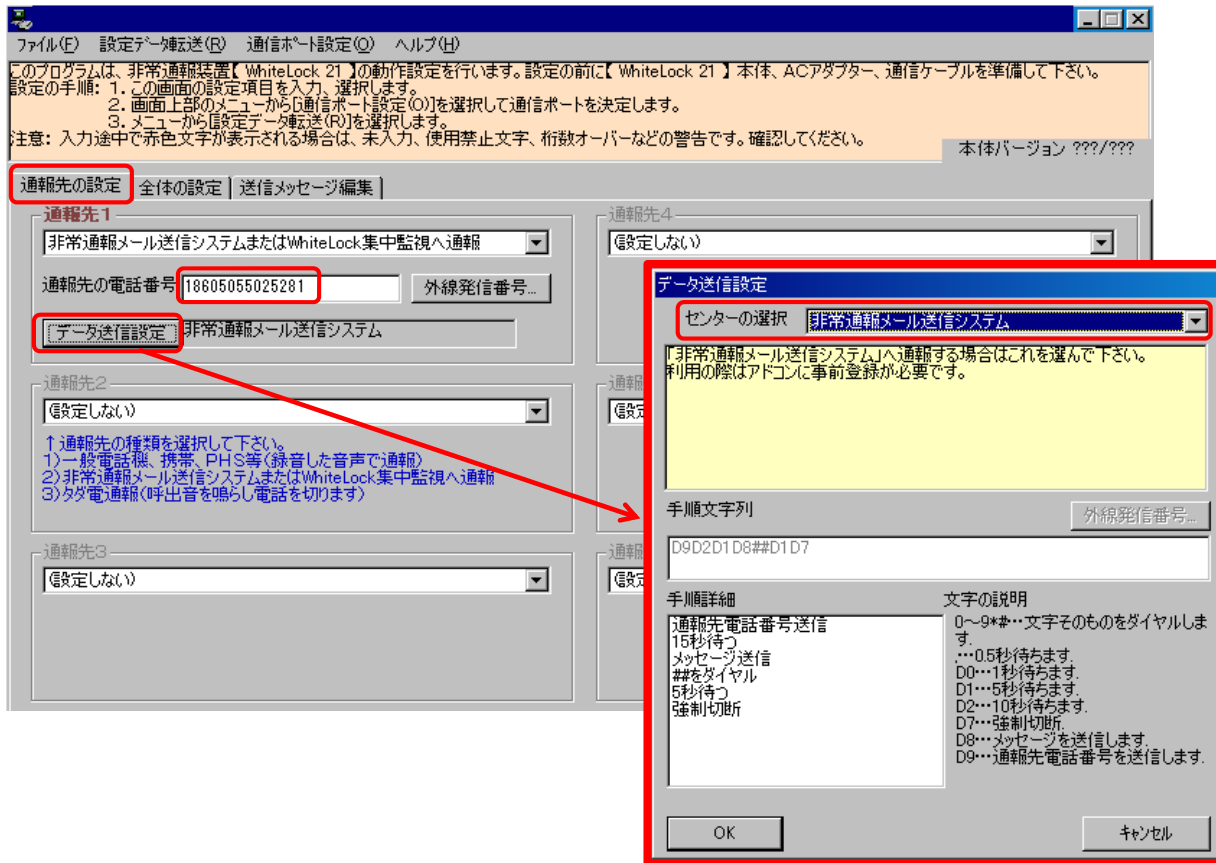 ファイル(F) 設定データ転送(R) 通信ポート設定(O) ヘルプ(H)
このプログラムは、非常通報装置【 WhiteLock 21 】の動作設定を行います。設定の前に【 WhiteLock 21 】本体、ACアダプター、通信ケーブルを準備して下さい。
設定の手順: 1. この画面の設定項目を入力、選択します。
2. 画面上部のメニューから[通信ポート設定(O)]を選択して通信ポートを決定します。
3. メニューから[設定データ転送(R)]を選択します。
注意: 入力途中で赤色文字が表示される場合は、未入力、使用禁止文字、桁数オーバーなどの警告です。確認してください。
本体バージョン ???/???
通報先の設定 全体の設定 送信メッセージ編集
通報先1
非常通報メール送信システムまたはWhiteLock集中監視へ通報
通報先の電話番号 18605055025281 外線発信番号...
データ送信設定 非常通報メール送信システム
通報先2
(設定しない)
↑通報先の種類を選択して下さい。
1)一般電話機、携帯、PHS等(録音した音声で通報)
2)非常通報メール送信システムまたはWhiteLock集中監視へ通報
3)タダ電通報(呼出音を鳴らし電話を切ります)
通報先3
(設定しない)
通報先4
(設定しない)
通報
(設定
通報
(設定
データ送信設定
センターの選択 非常通報メール送信システム
「非常通報メール送信システム」へ通報する場合はこれを選んで下さい。
利用の際はアドコンに事前登録が必要です。
手順文字列 外線発信番号...
D9D2D1D8##D1D7
手順詳細
通報先電話番号送信
15秒待つ
メッセージ送信
##をダイヤル
5秒待つ
強制切断
文字の説明
0～9*#…文字そのものをダイヤルしま
す.
,…0.5秒待ちます.
D0…1秒待ちます.
D1…5秒待ちます.
D2…10秒待ちます.
D7…強制切断.
D8…メッセージを送信します.
D9…通報先電話番号を送信します.
OK キャンセル